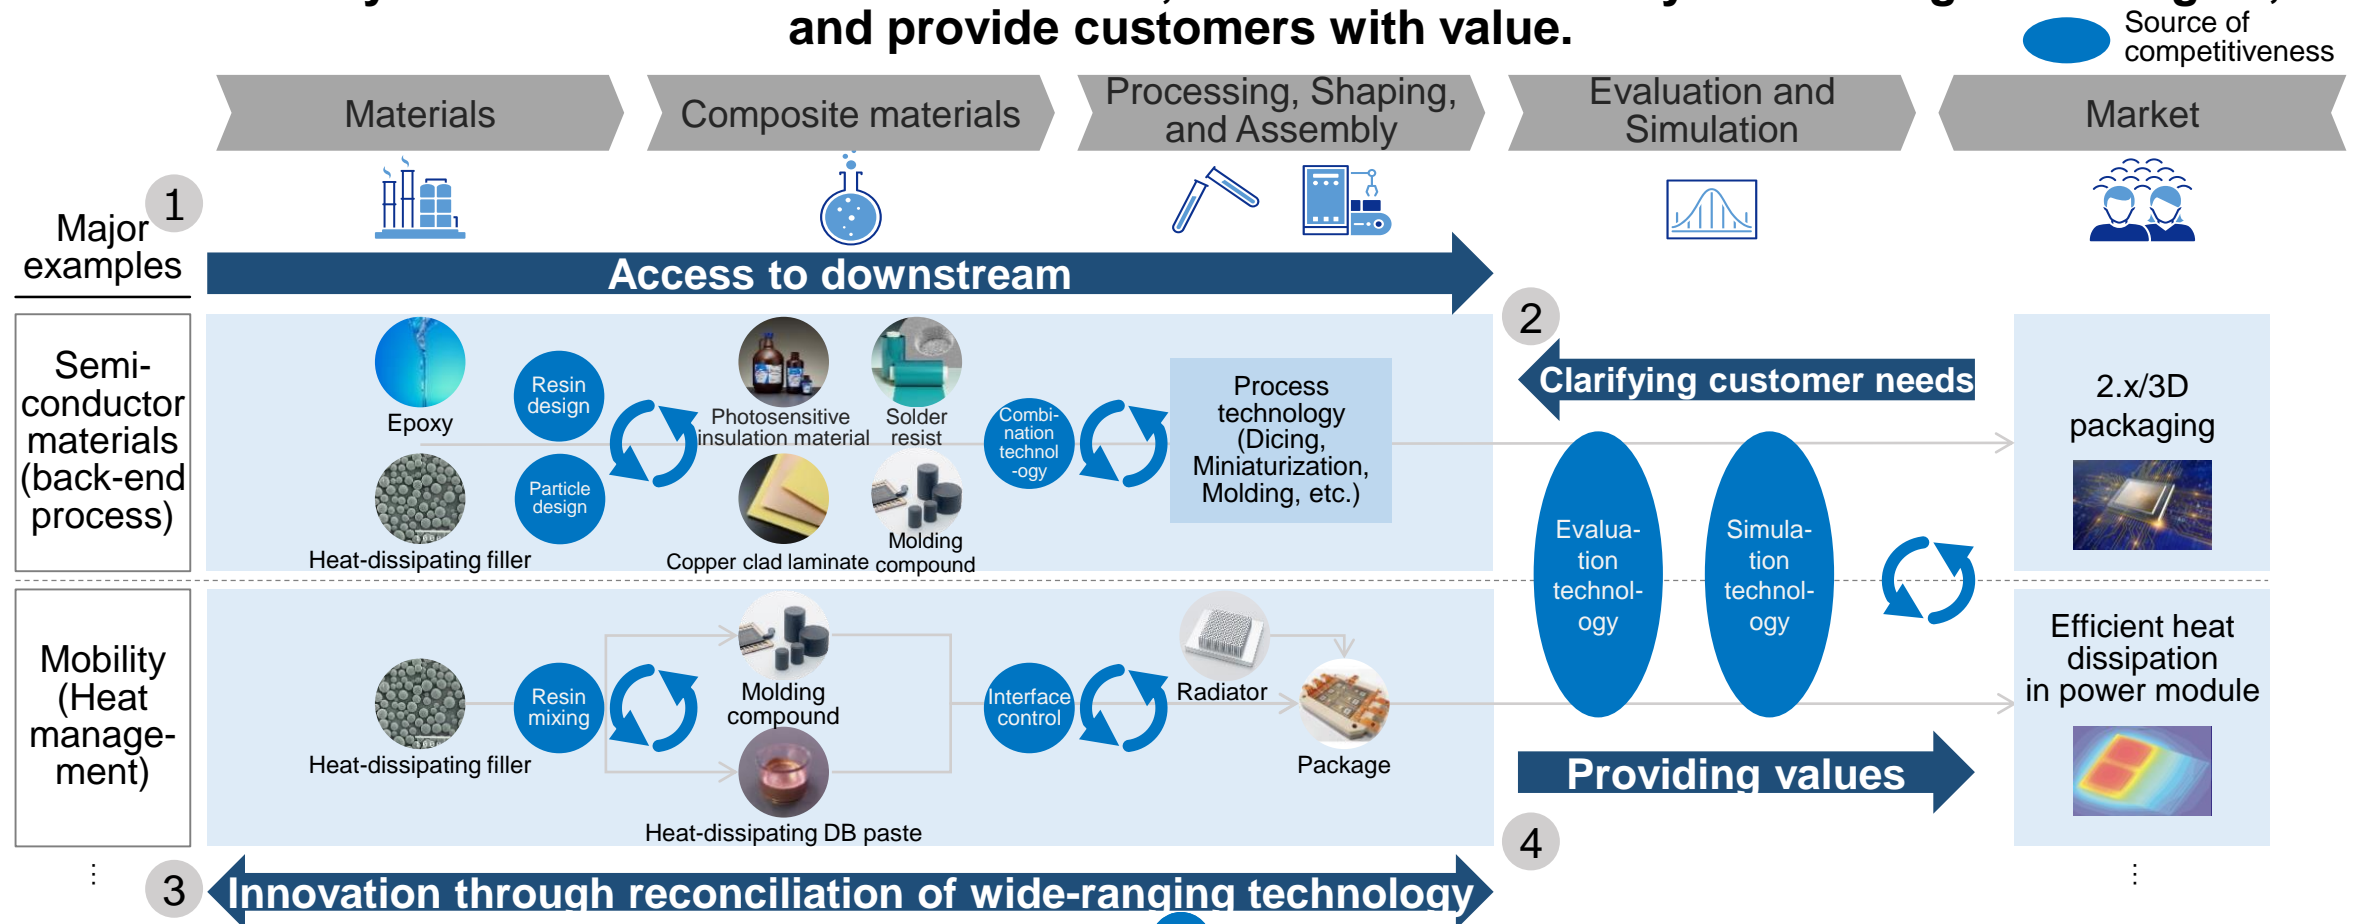 and provide customers with value.
Source of
competitiveness
Materials
Composite materials
Processing, Shaping,
and Assembly
Evaluation and
Simulation
Market
1
Major
examples
Access to downstream
Semi-
conductor
materials
(back-end
process)
Epoxy
Heat-dissipating filler
Resin
design
Particle
design
Photosensitive
insulation material
Solder
resist
Copper clad laminate
Molding
compound
Combi-
nation
technol
-ogy
Process
technology
(Dicing,
Miniaturization,
Molding, etc.)
2
Clarifying customer needs
Evalua-
tion
technol-
ogy
Simula-
tion
technol-
ogy
2.x/3D
packaging
Mobility
(Heat
manage-
ment)
Heat-dissipating filler
Resin
mixing
Molding
compound
Heat-dissipating DB paste
Interface
control
Radiator
Package
Efficient heat
dissipation
in power module
Providing values
4
⋮
3
Innovation through reconciliation of wide-ranging technology
⋮